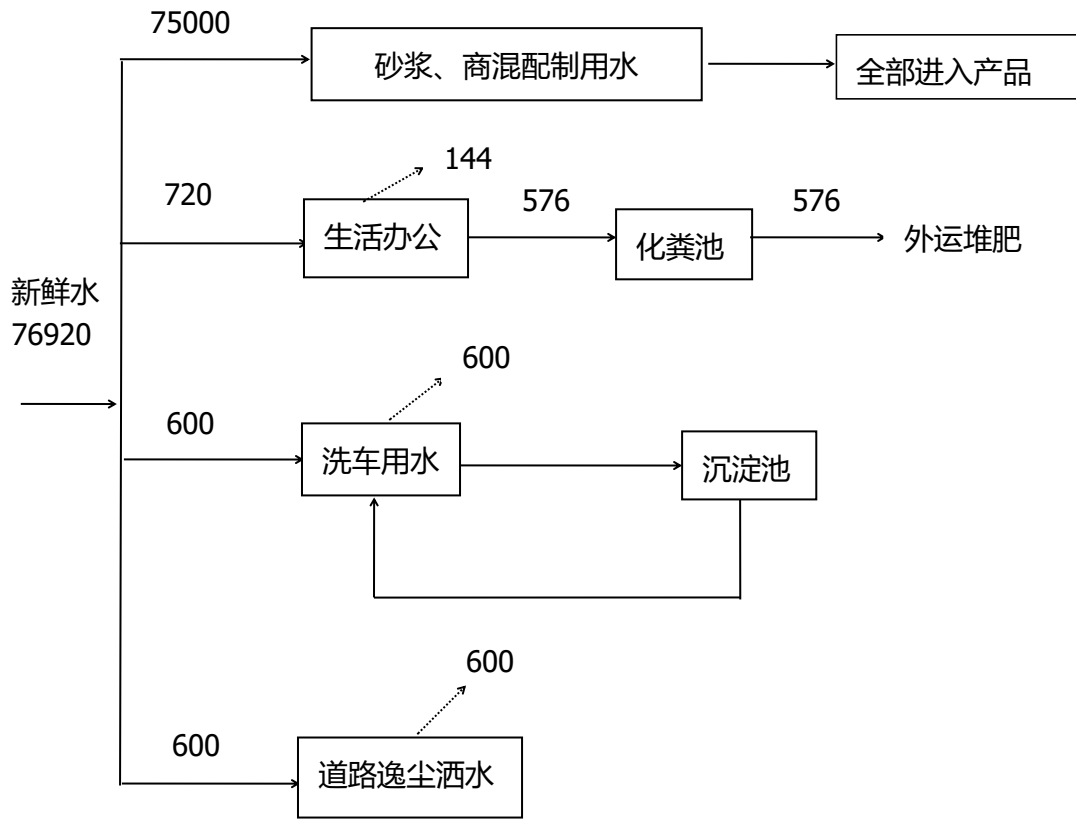 75000
砂浆、商混配制用水
全部进入产品
144
720
生活办公
576
化粪池
576
外运堆肥
新鲜水
76920
600
600
洗车用水
沉淀池
600
600
道路逸尘洒水